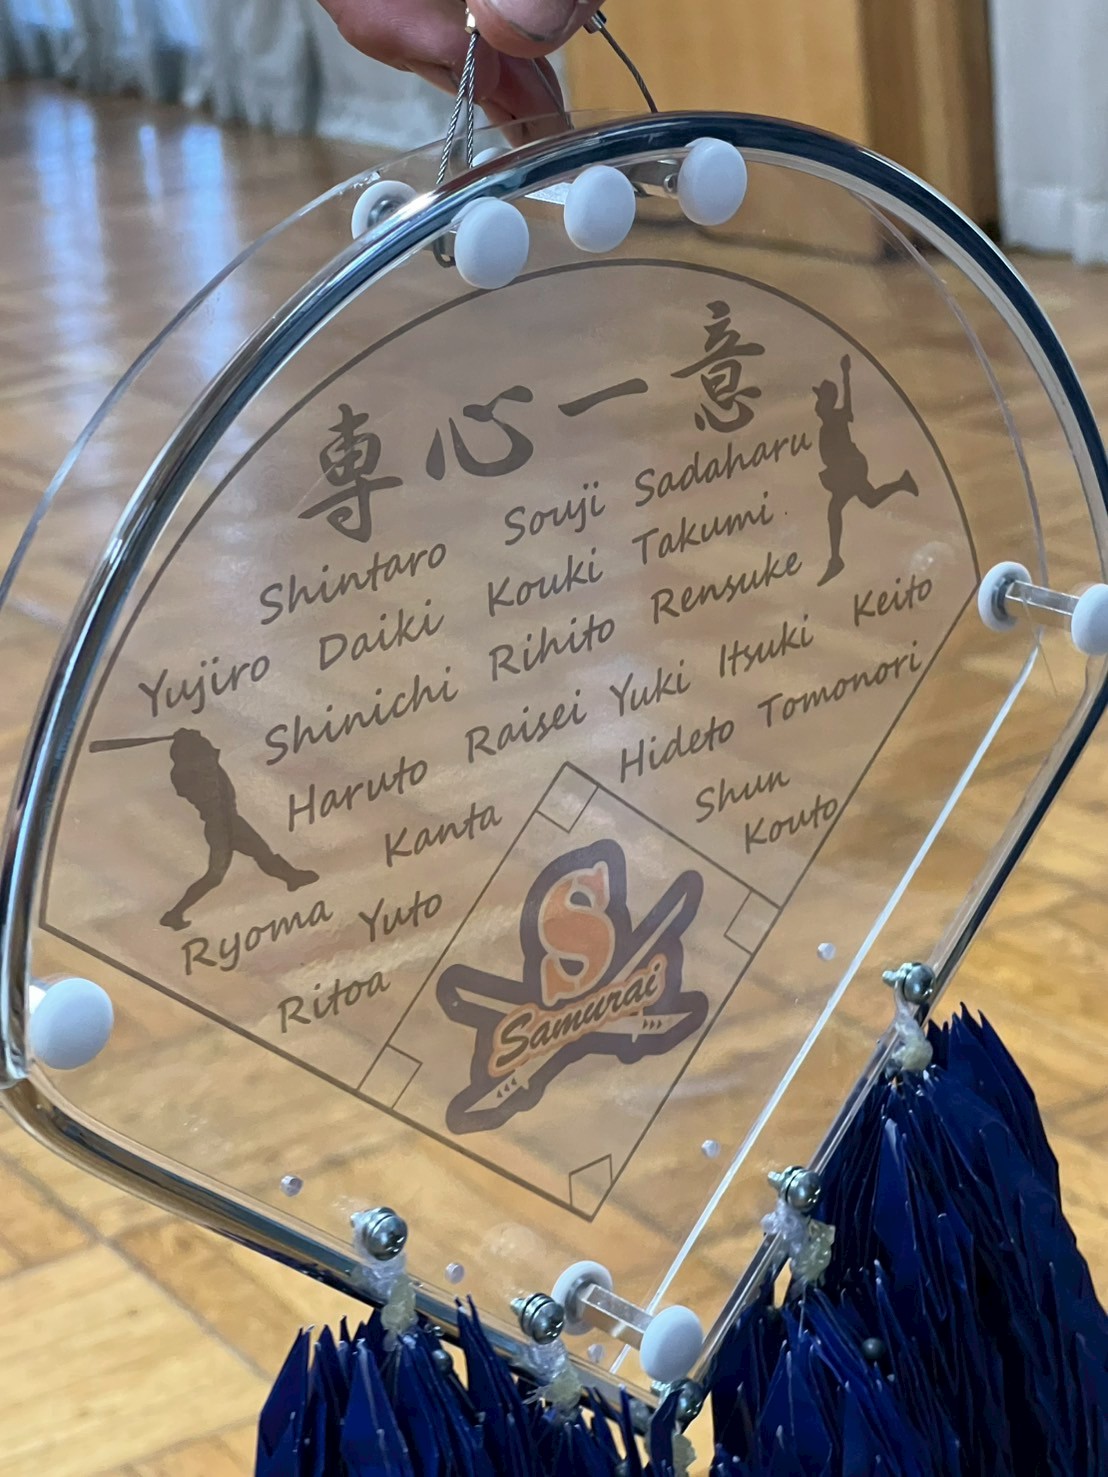 専心一意
Shintaro Souji Sadaharu
Yujiro Daiki Kouki Takumi
Shinichi Rihito Rensuke
Haruto Raisei Yuki Itsuki Keito
Kanta Hideto Tomonori
Ryoma Yuto Shun
Ritoa Kouto
S
Samurai